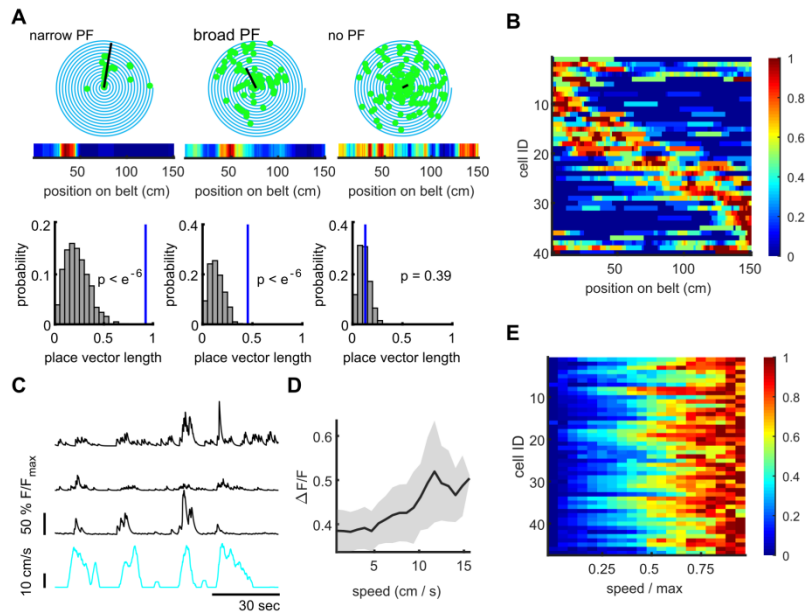 A
narrow PF
broad PF
no PF
50 100 150
50 100 150
50 100 150
position on belt (cm)
position on belt (cm)
position on belt (cm)
probability
0.2
0.1
0
0 0.5 1
p < e⁻⁶
place vector length
probability
0.4
0.2
0
0 0.5 1
p < e⁻⁶
place vector length
probability
0.4
0.2
0
0 0.5 1
p = 0.39
place vector length
B
cell ID
10
20
30
40
50 100 150
position on belt (cm)
1
0.8
0.6
0.4
0.2
0
C
50 % F/Fmax
10 cm/s
30 sec
D
ΔF/F
0.6
0.5
0.4
5 10 15
speed (cm / s)
E
cell ID
10
20
30
40
0.25 0.5 0.75
speed / max
1
0.8
0.6
0.4
0.2
0